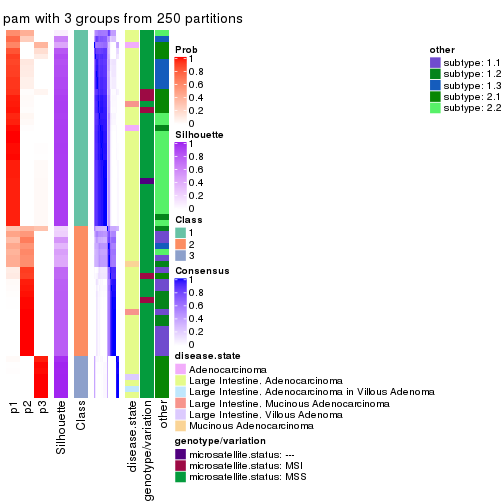 pam with 3 groups from 250 partitions
Prob
1
0.8
0.6
0.4
0.2
0
Silhouette
1
0.8
0.6
0.4
0.2
0
Class
1
2
3
Consensus
1
0.8
0.6
0.4
0.2
0
disease.state
Adenocarcinoma
Large Intestine. Adenocarcinoma
Large Intestine. Adenocarcinoma in Villous Adenoma
Large Intestine. Mucinous Adenocarcinoma
Large Intestine. Villous Adenoma
Mucinous Adenocarcinoma
genotype/variation
microsatellite.status: ---
microsatellite.status: MSI
microsatellite.status: MSS
other
subtype: 1.1
subtype: 1.2
subtype: 1.3
subtype: 2.1
subtype: 2.2
p1
p2
p3
Silhouette
Class
disease.state
genotype/variation
other